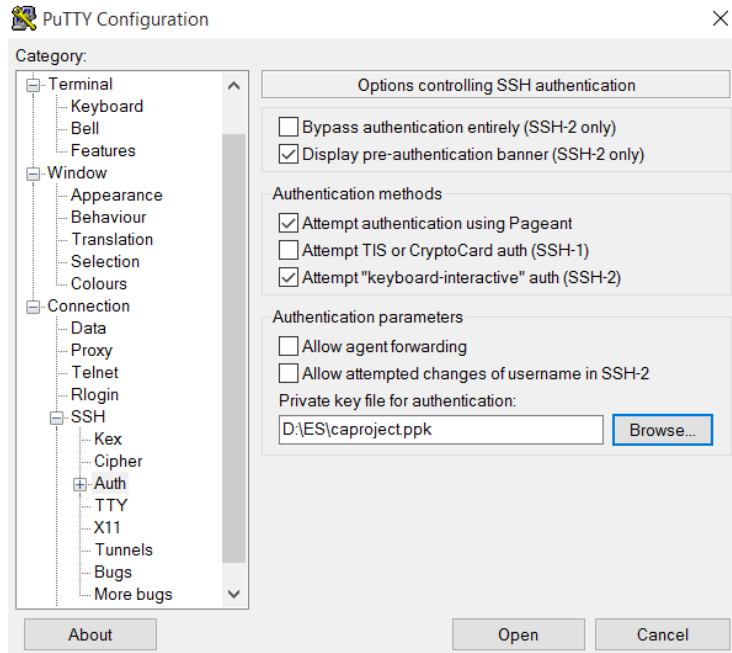 PuTTY Configuration
Category:
Terminal
Keyboard
Bell
Features
Window
Appearance
Behaviour
Translation
Selection
Colours
Connection
Data
Proxy
Telnet
Rlogin
SSH
Kex
Cipher
Auth
TTY
X11
Tunnels
Bugs
More bugs
Options controlling SSH authentication
Bypass authentication entirely (SSH-2 only)
Display pre-authentication banner (SSH-2 only)
Authentication methods
Attempt authentication using Pageant
Attempt TIS or CryptoCard auth (SSH-1)
Attempt "keyboard-interactive" auth (SSH-2)
Authentication parameters
Allow agent forwarding
Allow attempted changes of username in SSH-2
Private key file for authentication:
D:\ES\caproject.ppk
Browse...
About
Open
Cancel